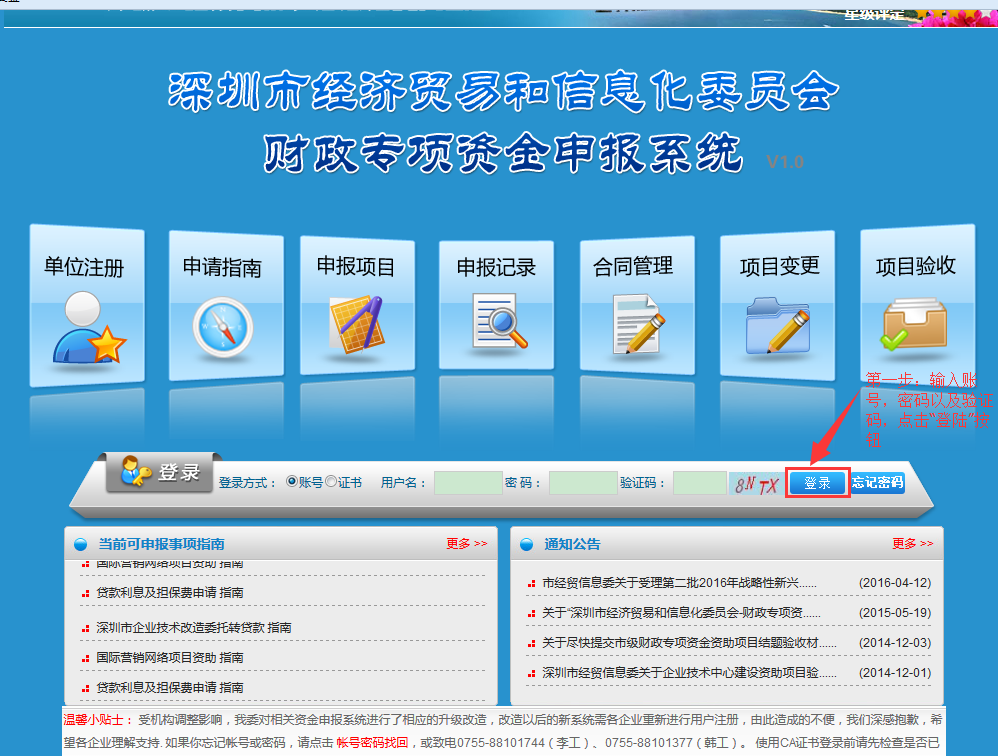 星级评定
深圳市经济贸易和信息化委员会
财政专项资金申报系统 V1.0
单位注册 申请指南 申报项目 申报记录 合同管理 项目变更 项目验收
第一步：输入账
号，密码以及验证
码，点击“登陆”按
钮
登录 登录方式： 账号 证书 用户名： 密 码： 验证码： 8NTX 登录 忘记密码
当前可申报事项指南 更多 >>
国际营销网络项目资助 指南
贷款利息及担保费申请 指南
深圳市企业技术改造委托转贷款 指南
国际营销网络项目资助 指南
贷款利息及担保费申请 指南
通知公告 更多 >>
市经贸信息委关于受理第二批2016年战略性新兴...... (2016-04-12)
关于“深圳市经济贸易和信息化委员会-财政专项资...... (2015-05-19)
关于尽快提交市级财政专项资金资助项目结题验收材...... (2014-12-03)
深圳市经贸信息委关于企业技术中心建设资助项目验...... (2014-12-01)
温馨小贴士： 受机构调整影响，我委对相关资金申报系统进行了相应的升级改造，改造以后的新系统需各企业重新进行用户注册，由此造成的不便，我们深感抱歉，希
望各企业理解支持. 如果你忘记帐号或密码，请点击 帐号密码找回，或致电0755-88101744（李工）、0755-88101377（韩工）。 使用CA证书登录前请先检查是否已